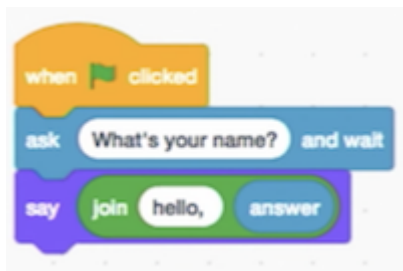 when clicked
ask What's your name? and wait
say join hello, answer